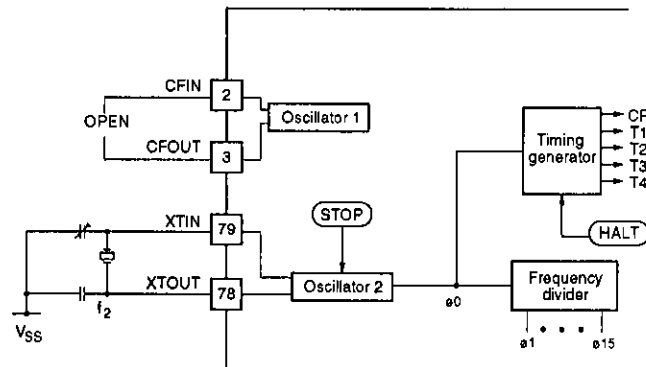 CFIN
2
OPEN
Oscillator 1
CFOUT
3
Timing generator
CP
T1
T2
T3
T4
HALT
XTIN
79
STOP
XTOUT
78
f2
VSS
Oscillator 2
ø0
Frequency divider
ø1
ø15